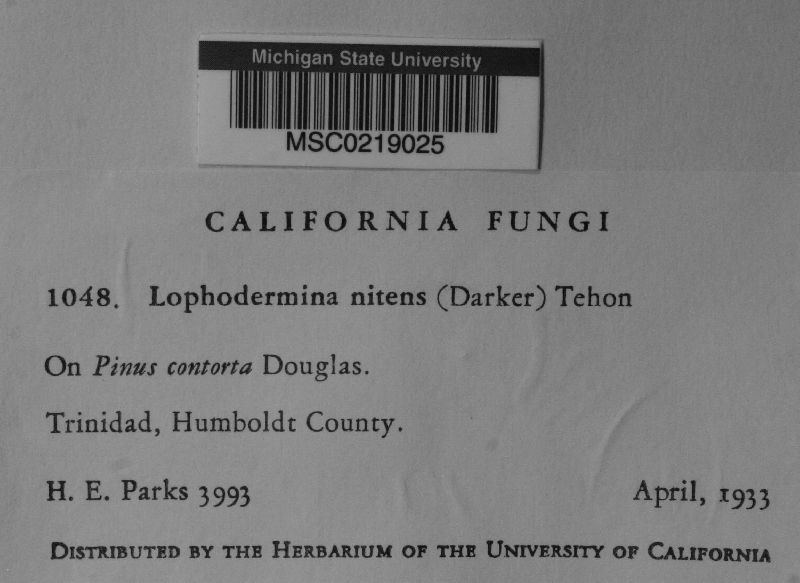 Michigan State University
MSC0219025
CALIFORNIA FUNGI
1048. Lophodermina nitens (Darker) Tehon
On Pinus contorta Douglas.
Trinidad, Humboldt County.
H. E. Parks 3993 April, 1933
DISTRIBUTED BY THE HERBARIUM OF THE UNIVERSITY OF CALIFORNIA